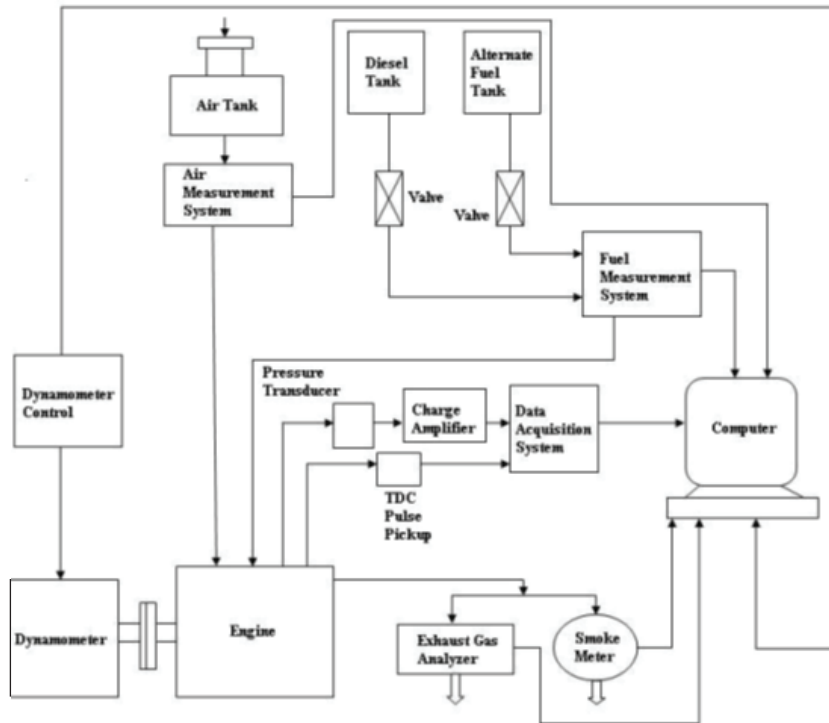 Diesel
Tank
Alternate
Fuel
Tank
Air Tank
Air
Measurement
System
Valve
Valve
Fuel
Measurement
System
Pressure
Transducer
Dynamometer
Control
Charge
Amplifier
Data
Acquisition
System
Computer
TDC
Pulse
Pickup
Dynamometer
Engine
Exhaust Gas
Analyzer
Smoke
Meter